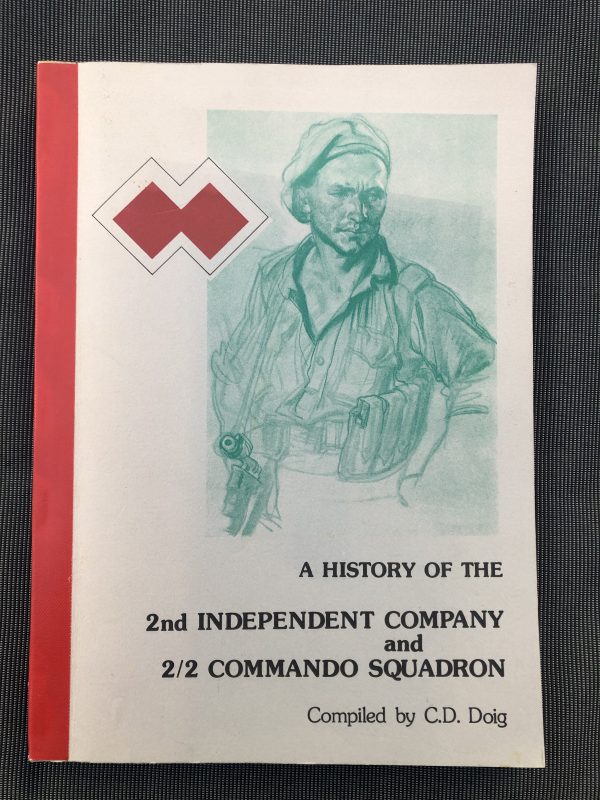 A HISTORY OF THE
2nd INDEPENDENT COMPANY
and
2/2 COMMANDO SQUADRON
Compiled by C.D. Doig